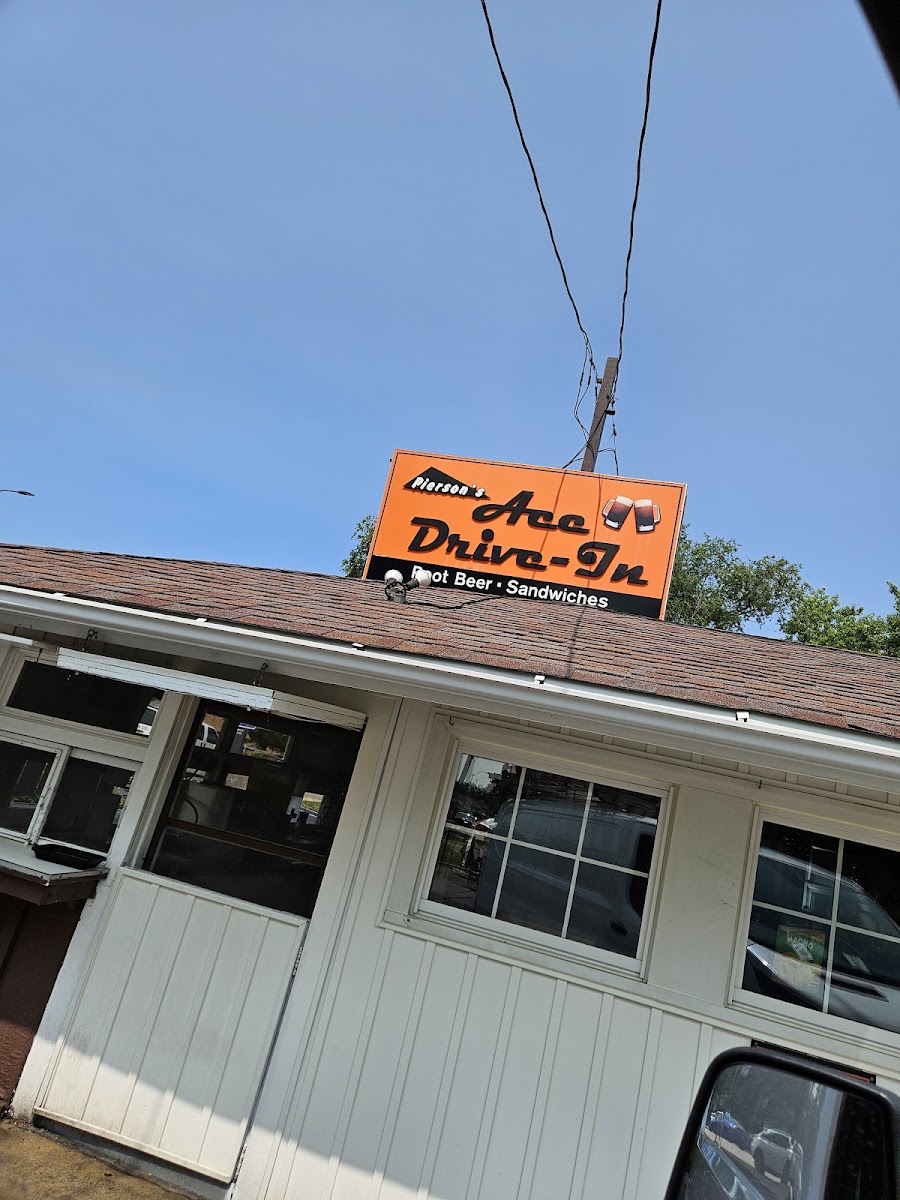 Pierson's
Ace
Drive-In
Root Beer · Sandwiches